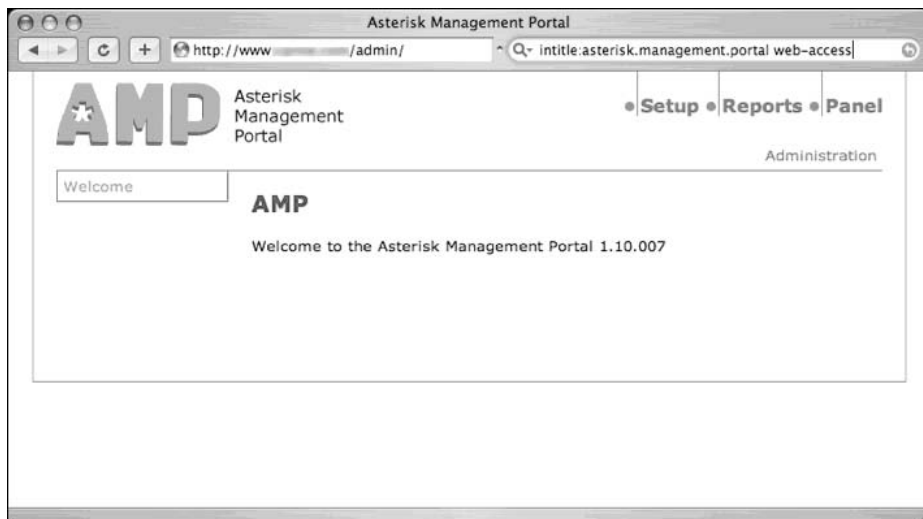 Asterisk Management Portal
http://www /admin/
intitle:asterisk.management.portal web-access
AMP
Asterisk
Management
Portal
Setup Reports Panel
Administration
Welcome
AMP
Welcome to the Asterisk Management Portal 1.10.007